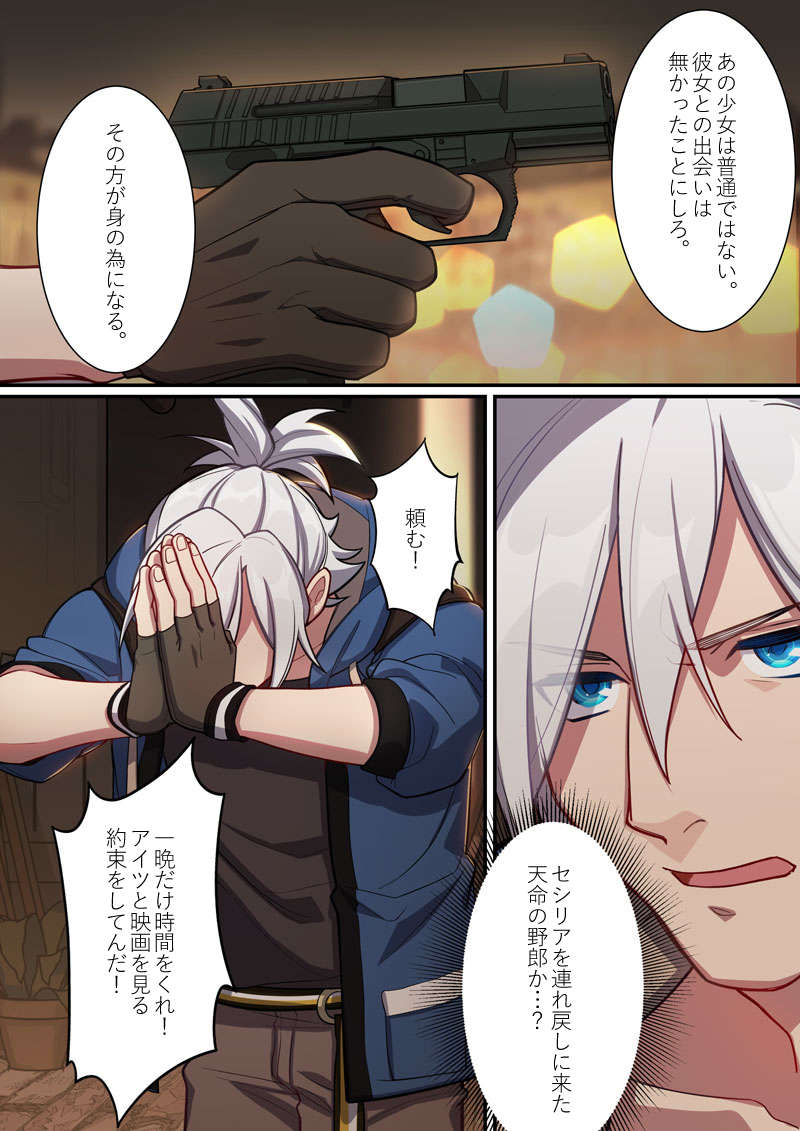 あの少女は普通ではない。
彼女との出会いは
無かったことにしろ。
その方が身の為になる。
セシリアを連れ戻しに来た
天命の野郎か…？
頼む！
一晩だけ時間をくれ！
アイツと映画を見る
約束をしてんだ！